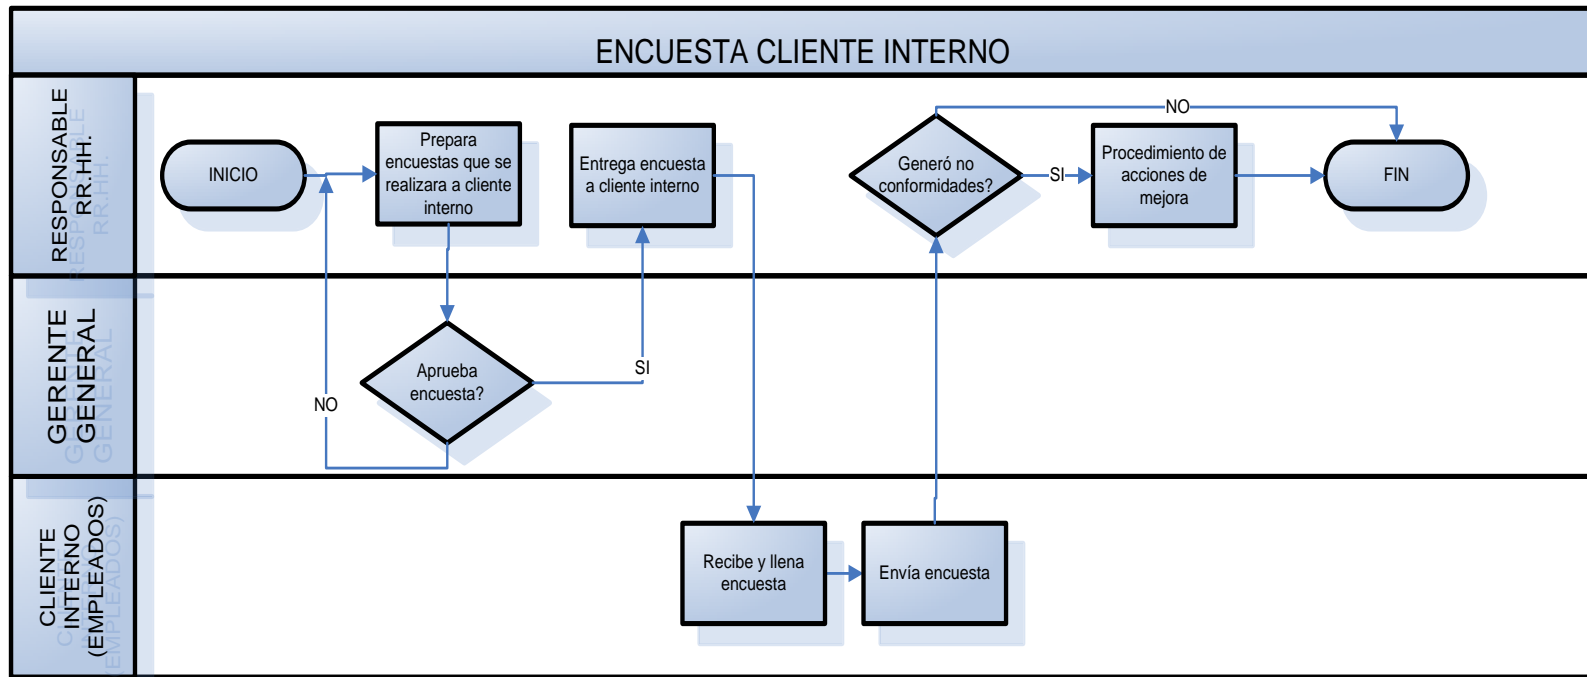 ENCUESTA CLIENTE INTERNO
RESPONSABLE
RR.HH.
INICIO
Prepara
encuestas que se
realizara a cliente
interno
Entrega encuesta
a cliente interno
Generó no
conformidades?
NO
SI
Procedimiento de
acciones de
mejora
FIN
GERENTE
GENERAL
Aprueba
encuesta?
NO
SI
CLIENTE
INTERNO
(EMPLEADOS)
Recibe y llena
encuesta
Envía encuesta